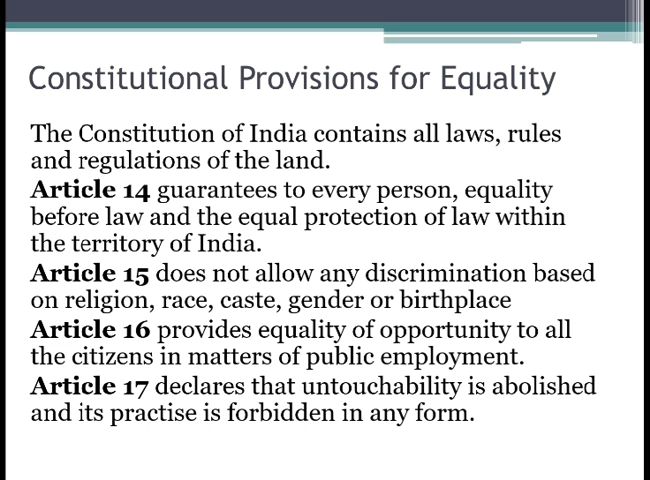 Constitutional Provisions for Equality
The Constitution of India contains all laws, rules
and regulations of the land.
Article 14 guarantees to every person, equality
before law and the equal protection of law within
the territory of India.
Article 15 does not allow any discrimination based
on religion, race, caste, gender or birthplace
Article 16 provides equality of opportunity to all
the citizens in matters of public employment.
Article 17 declares that untouchability is abolished
and its practise is forbidden in any form.